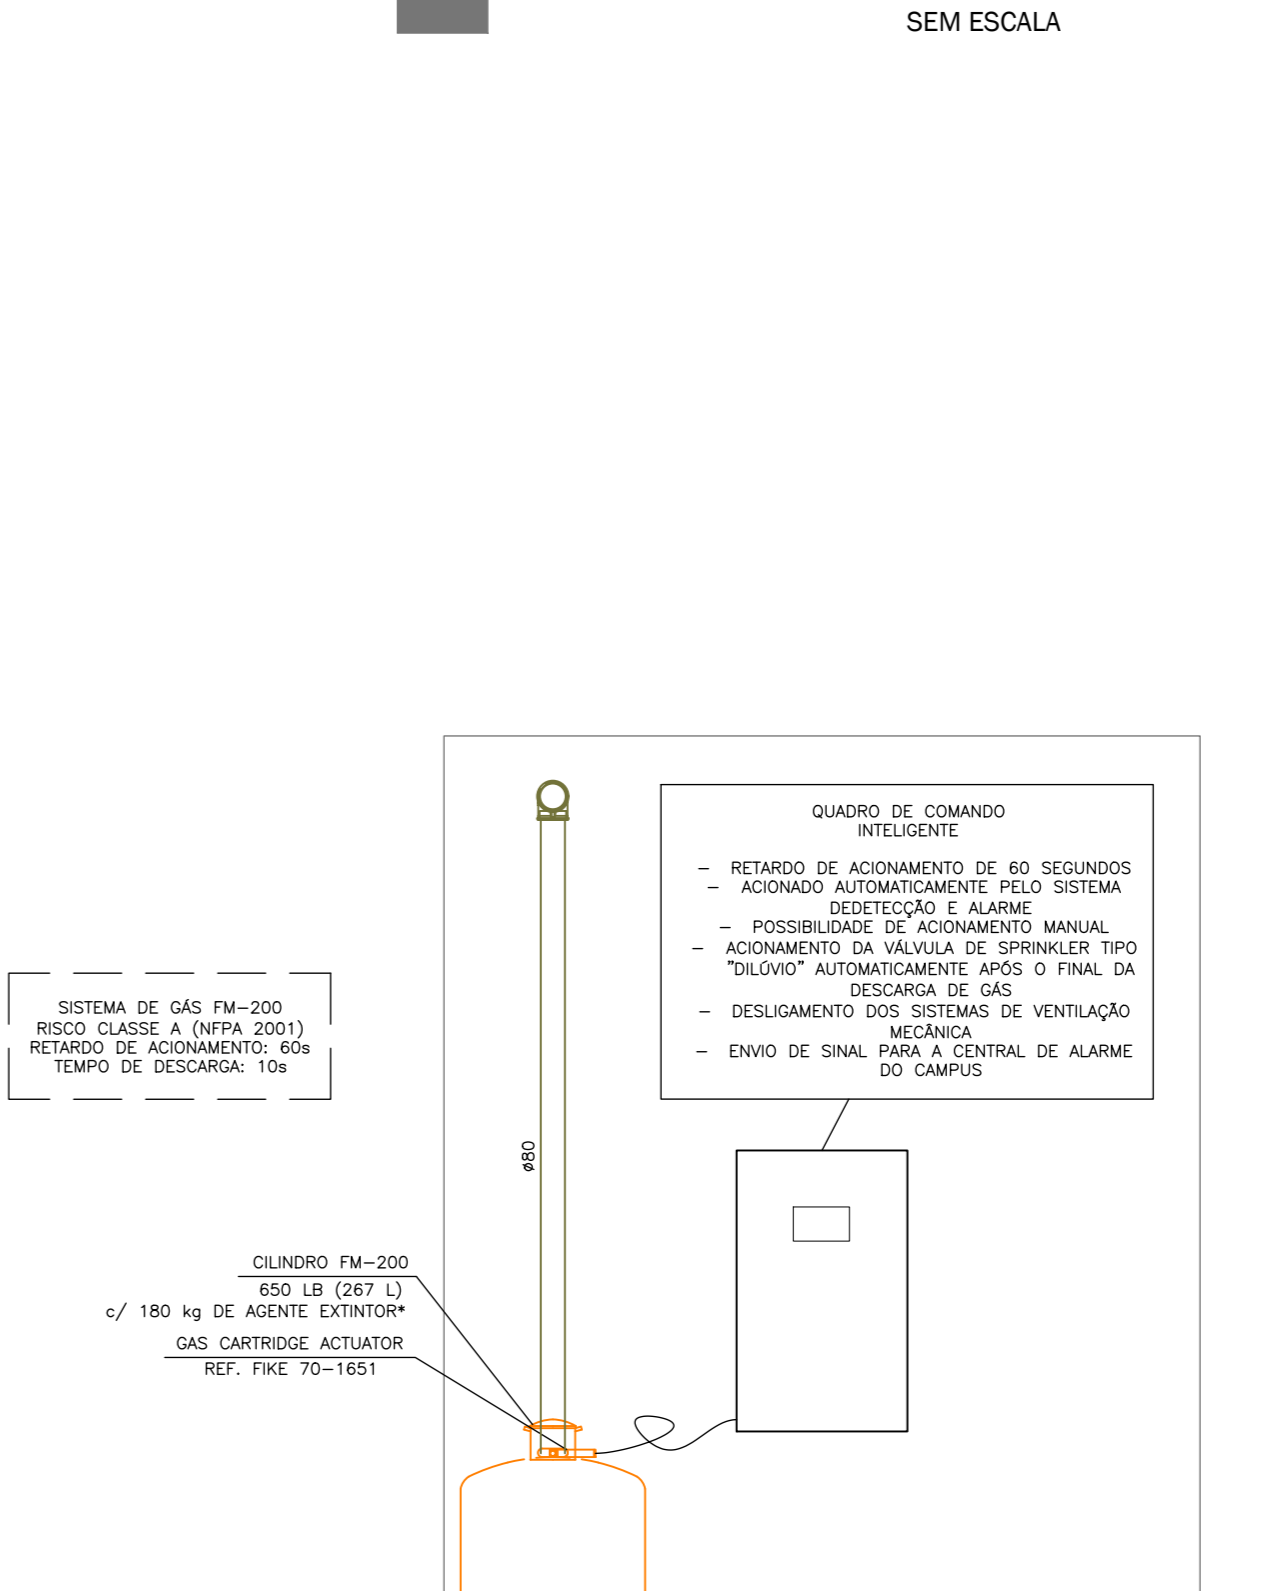 SEM ESCALA
QUADRO DE COMANDO
INTELIGENTE
– RETARDO DE ACIONAMENTO DE 60 SEGUNDOS
– ACIONADO AUTOMATICAMENTE PELO SISTEMA
DEDETECÇÃO E ALARME
– POSSIBILIDADE DE ACIONAMENTO MANUAL
– ACIONAMENTO DA VÁLVULA DE SPRINKLER TIPO
"DILÚVIO" AUTOMATICAMENTE APÓS O FINAL DA
DESCARGA DE GÁS
– DESLIGAMENTO DOS SISTEMAS DE VENTILAÇÃO
MECÂNICA
– ENVIO DE SINAL PARA A CENTRAL DE ALARME
DO CAMPUS
SISTEMA DE GÁS FM-200
RISCO CLASSE A (NFPA 2001)
RETARDO DE ACIONAMENTO: 60s
TEMPO DE DESCARGA: 10s
ø80
CILINDRO FM-200
650 LB (267 L)
c/ 180 kg DE AGENTE EXTINTOR*
GAS CARTRIDGE ACTUATOR
REF. FIKE 70-1651